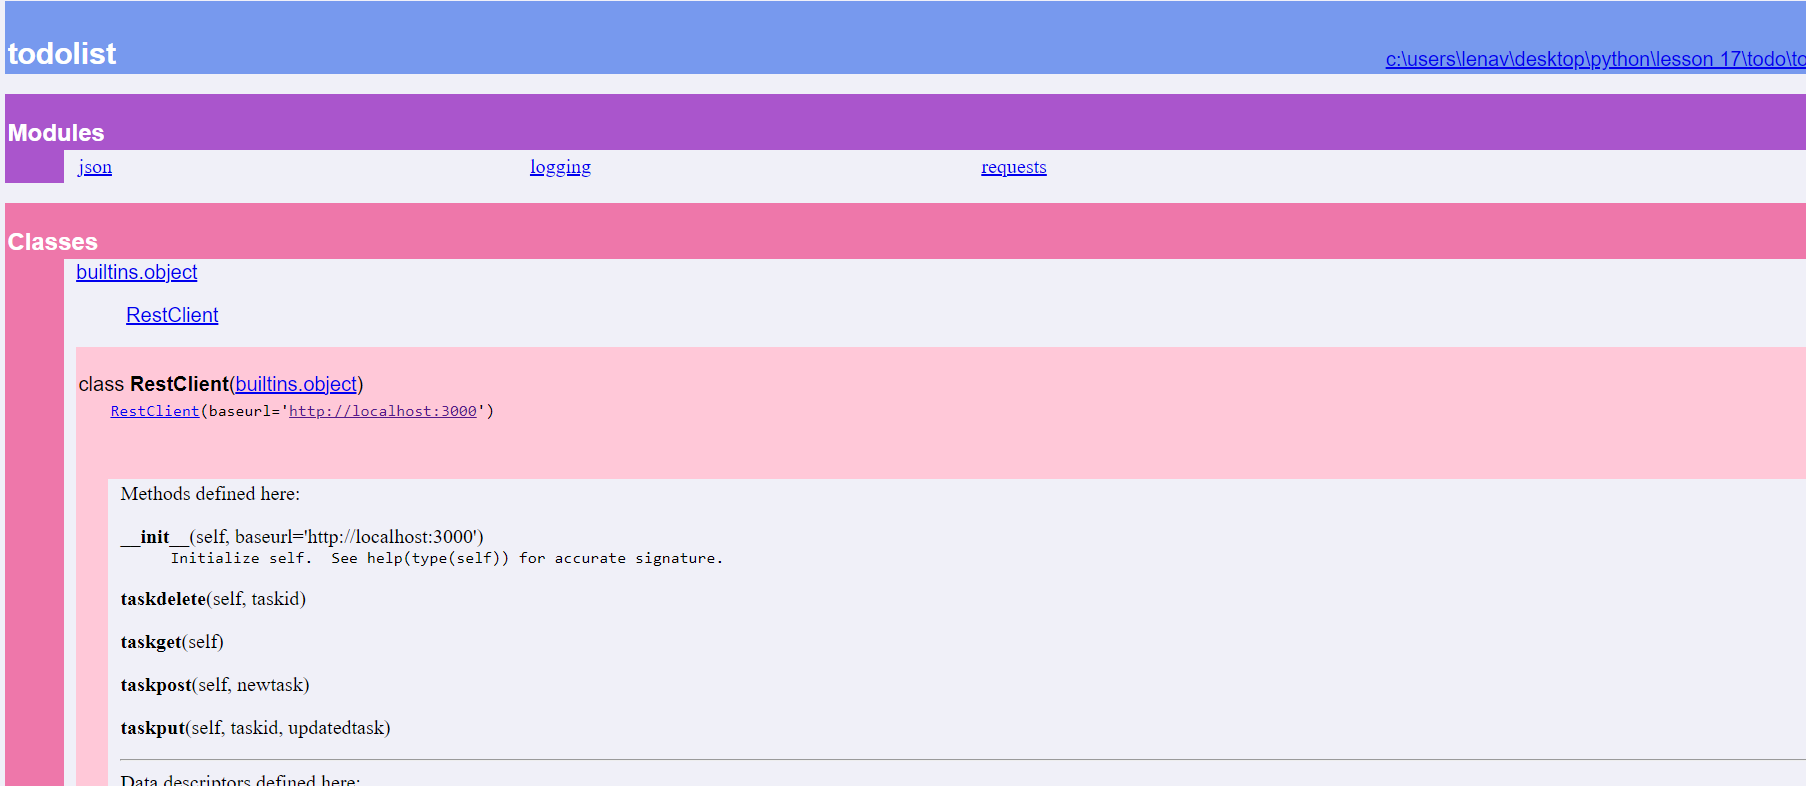 todolist
c:\users\lenav\desktop\python\lesson 17\todo\to
Modules
json logging requests
Classes
builtins.object
RestClient
class RestClient(builtins.object)
RestClient(baseurl='http://localhost:3000')
Methods defined here:
__init__(self, baseurl='http://localhost:3000')
Initialize self.  See help(type(self)) for accurate signature.
taskdelete(self, taskid)
taskget(self)
taskpost(self, newtask)
taskput(self, taskid, updatedtask)
Data descriptors defined here: